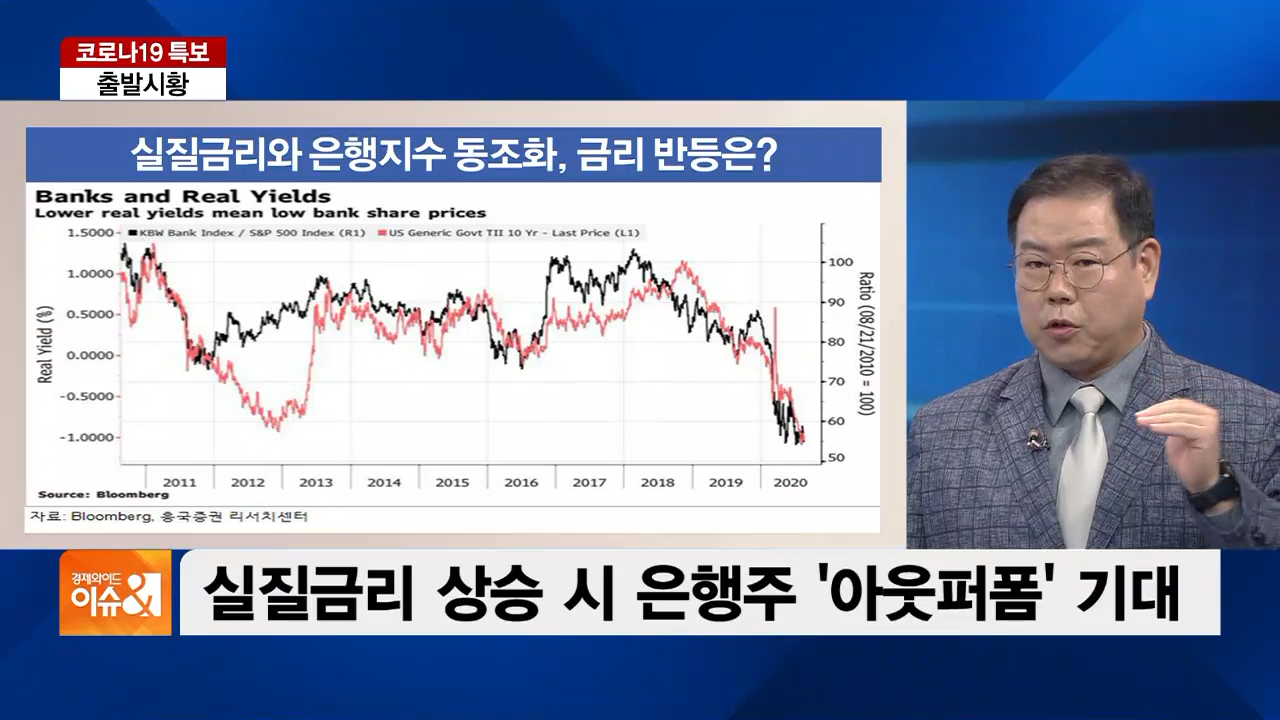 코로나19 특보
출발시황
실질금리와 은행지수 동조화, 금리 반등은?
Banks and Real Yields
Lower real yields mean low bank share prices
KBW Bank Index / S&P 500 Index (R1) US Generic Govt TII 10 Yr - Last Price (L1)
1.5000
1.0000
0.5000
0.0000
-0.5000
-1.0000
Real Yield (%)
100
90
80
70
60
50
Ratio (08/21/2010 = 100)
2011 2012 2013 2014 2015 2016 2017 2018 2019 2020
Source: Bloomberg
자료: Bloomberg, 흥국증권 리서치센터
경제와이드
이슈&
실질금리 상승 시 은행주 '아웃퍼폼' 기대